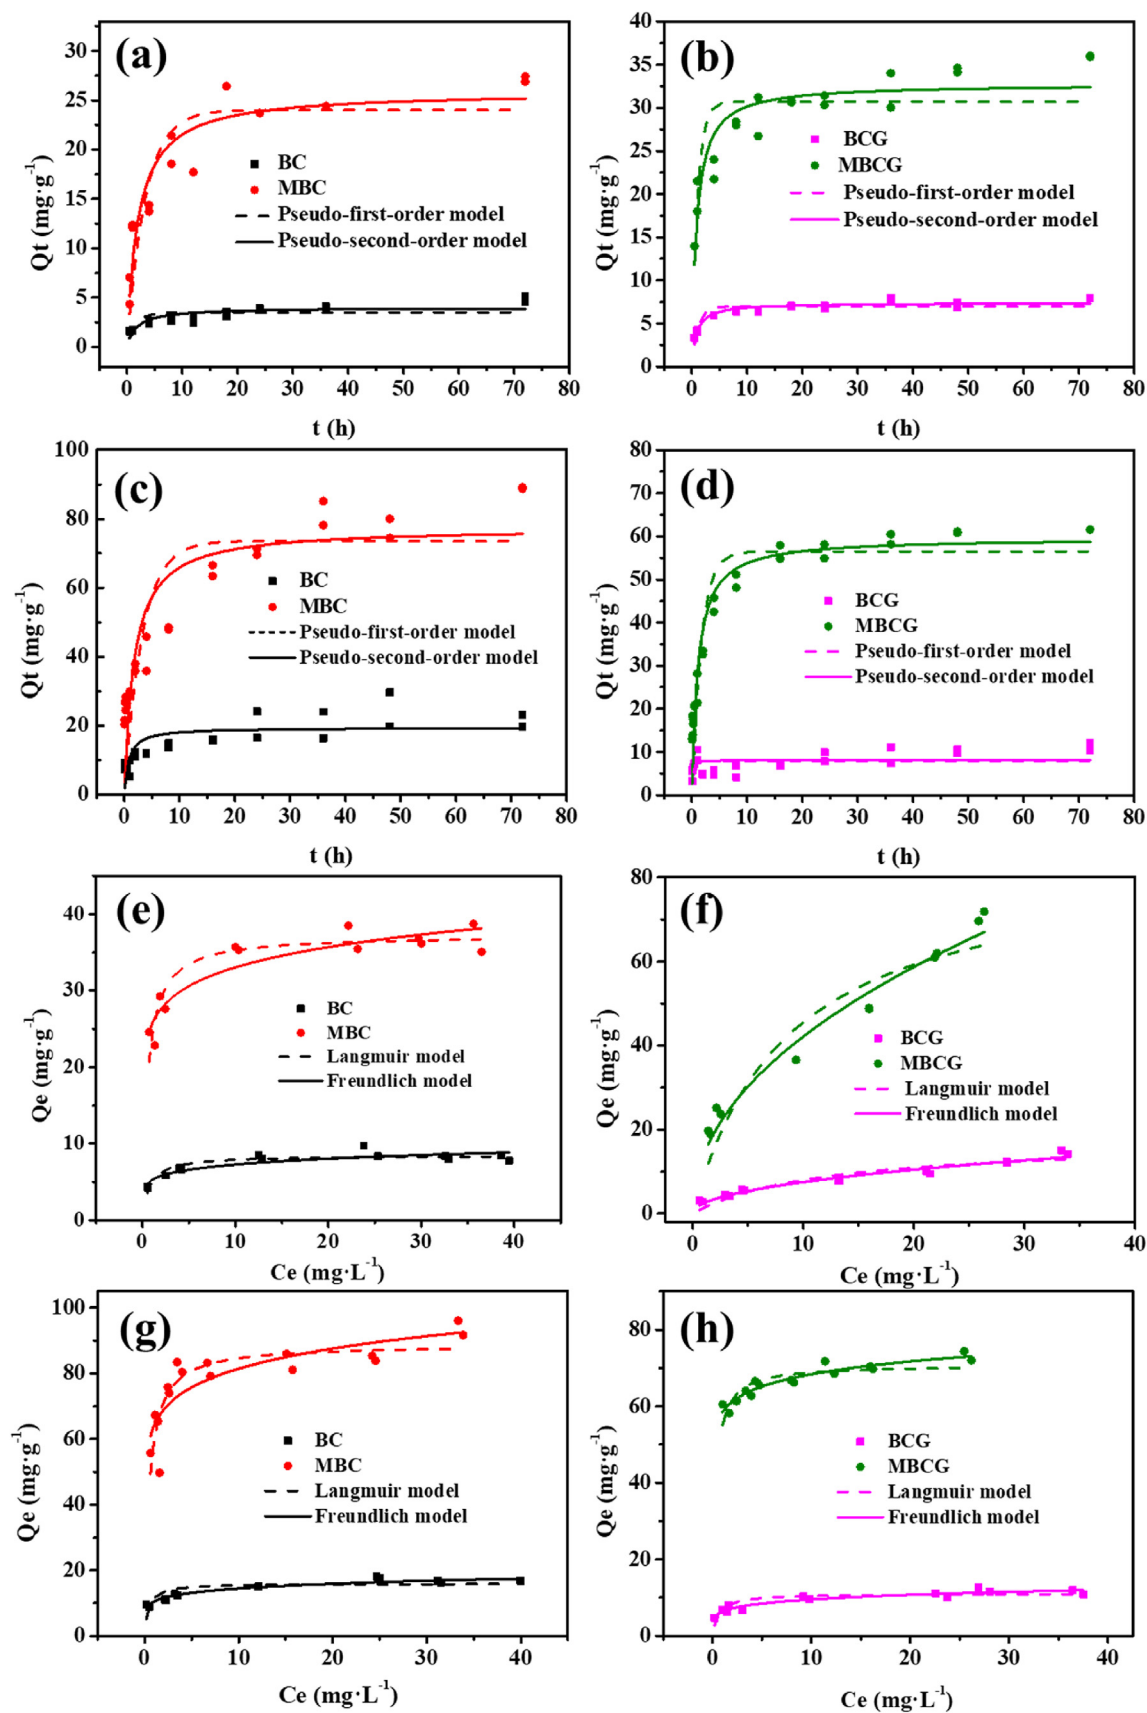 (a)
30
25
20
15
10
5
0
Qt (mg·g-1)
BC
MBC
Pseudo-first-order model
Pseudo-second-order model
0 10 20 30 40 50 60 70 80
t (h)
(b)
40
35
30
25
20
15
10
5
0
Qt (mg·g-1)
BCG
MBCG
Pseudo-first-order model
Pseudo-second-order model
0 10 20 30 40 50 60 70 80
t (h)
(c)
100
80
60
40
20
0
Qt (mg·g-1)
BC
MBC
Pseudo-first-order model
Pseudo-second-order model
0 10 20 30 40 50 60 70 80
t (h)
(d)
80
70
60
50
40
30
20
10
0
Qt (mg·g-1)
BCG
MBCG
Pseudo-first-order model
Pseudo-second-order model
0 10 20 30 40 50 60 70 80
t (h)
(e)
40
30
20
10
0
Qe (mg·g-1)
BC
MBC
Langmuir model
Freundlich model
0 10 20 30 40
Ce (mg·L-1)
(f)
80
60
40
20
0
Qe (mg·g-1)
BCG
MBCG
Langmuir model
Freundlich model
0 10 20 30 40
Ce (mg·L-1)
(g)
100
80
60
40
20
0
Qe (mg·g-1)
BC
MBC
Langmuir model
Freundlich model
0 10 20 30 40
Ce (mg·L-1)
(h)
80
60
40
20
0
Qe (mg·g-1)
BCG
MBCG
Langmuir model
Freundlich model
0 10 20 30 40
Ce (mg·L-1)